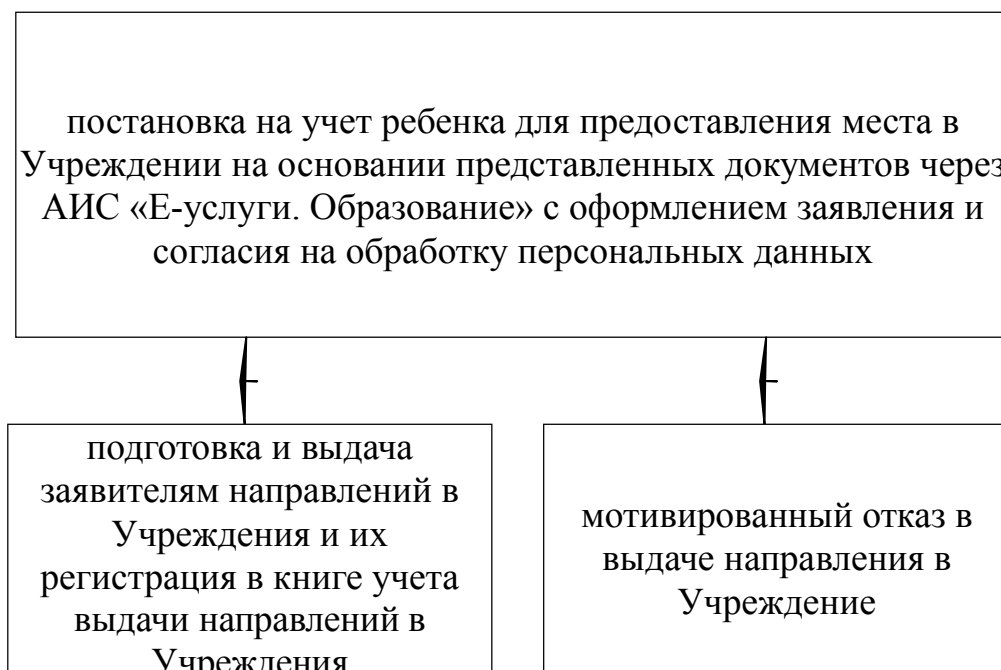 постановка на учет ребенка для предоставления места в
Учреждении на основании представленных документов через
АИС «Е-услуги. Образование» с оформлением заявления и
согласия на обработку персональных данных
подготовка и выдача
заявителям направлений в
Учреждения и их
регистрация в книге учета
выдачи направлений в
Учреждения
мотивированный отказ в
выдаче направления в
Учреждение